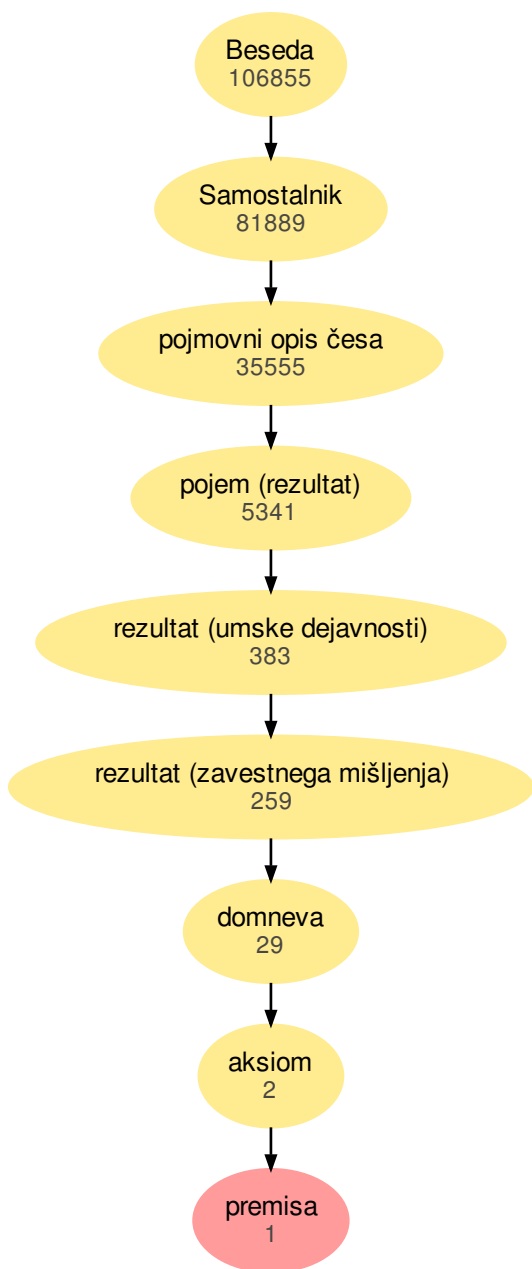 Beseda
106855
Samostalnik
81889
pojmovni opis česa
35555
pojem (rezultat)
5341
rezultat (umske dejavnosti)
383
rezultat (zavestnega mišljenja)
259
domneva
29
aksiom
2
premisa
1